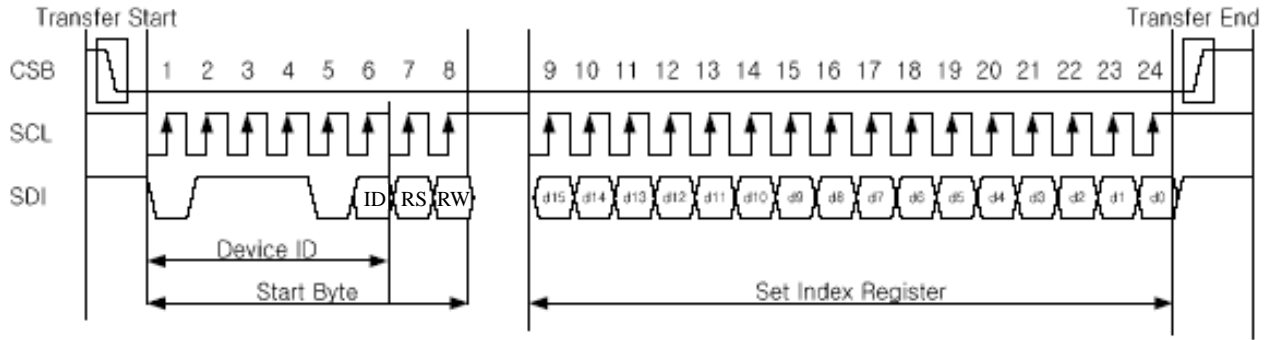 Transfer Start Transfer End
CSB 1 2 3 4 5 6 7 8 9 10 11 12 13 14 15 16 17 18 19 20 21 22 23 24
SCL
SDI ID RS RW d15 d14 d13 d12 d11 d10 d9 d8 d7 d6 d5 d4 d3 d2 d1 d0
Device ID
Start Byte Set Index Register